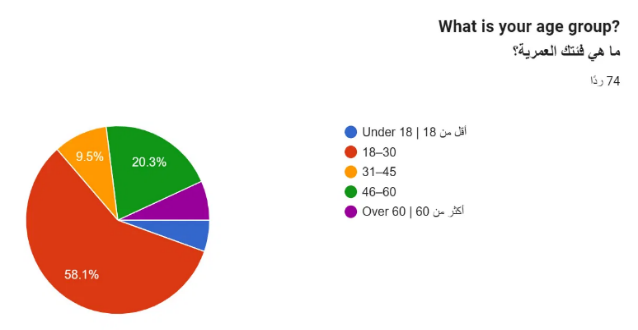 What is your age group?
ما هي فئتك العمرية؟
74 ردًا
Under 18 | أقل من 18
18–30
31–45
46–60
Over 60 | أكثر من 60
9.5%
20.3%
58.1%